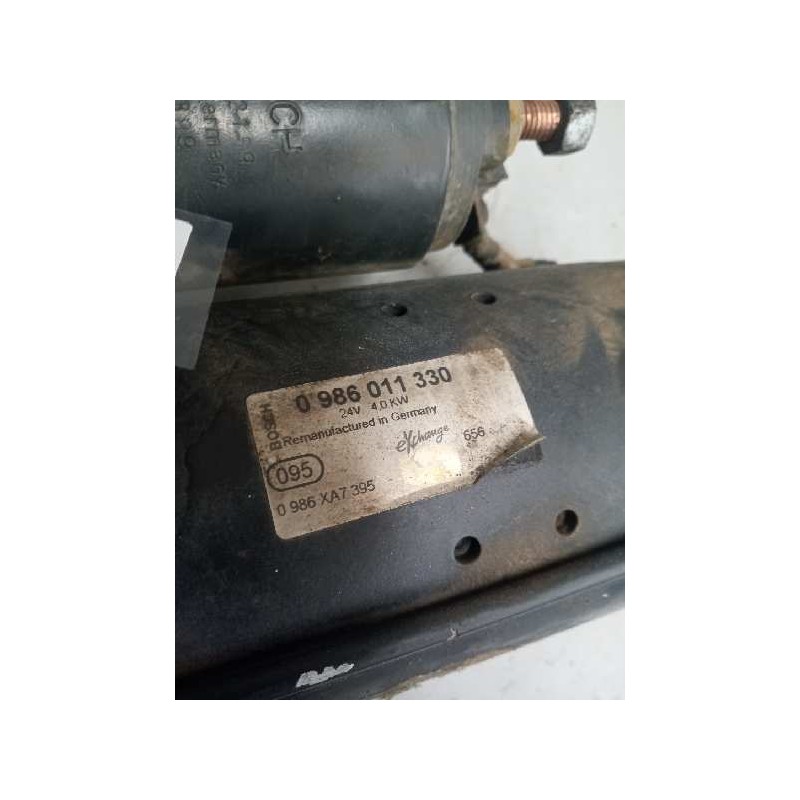 CH
0 986 011 330
24V 4,0 KW
BOSCH
Remanufactured in Germany
eXchange 656
095
0 986 XA7 395